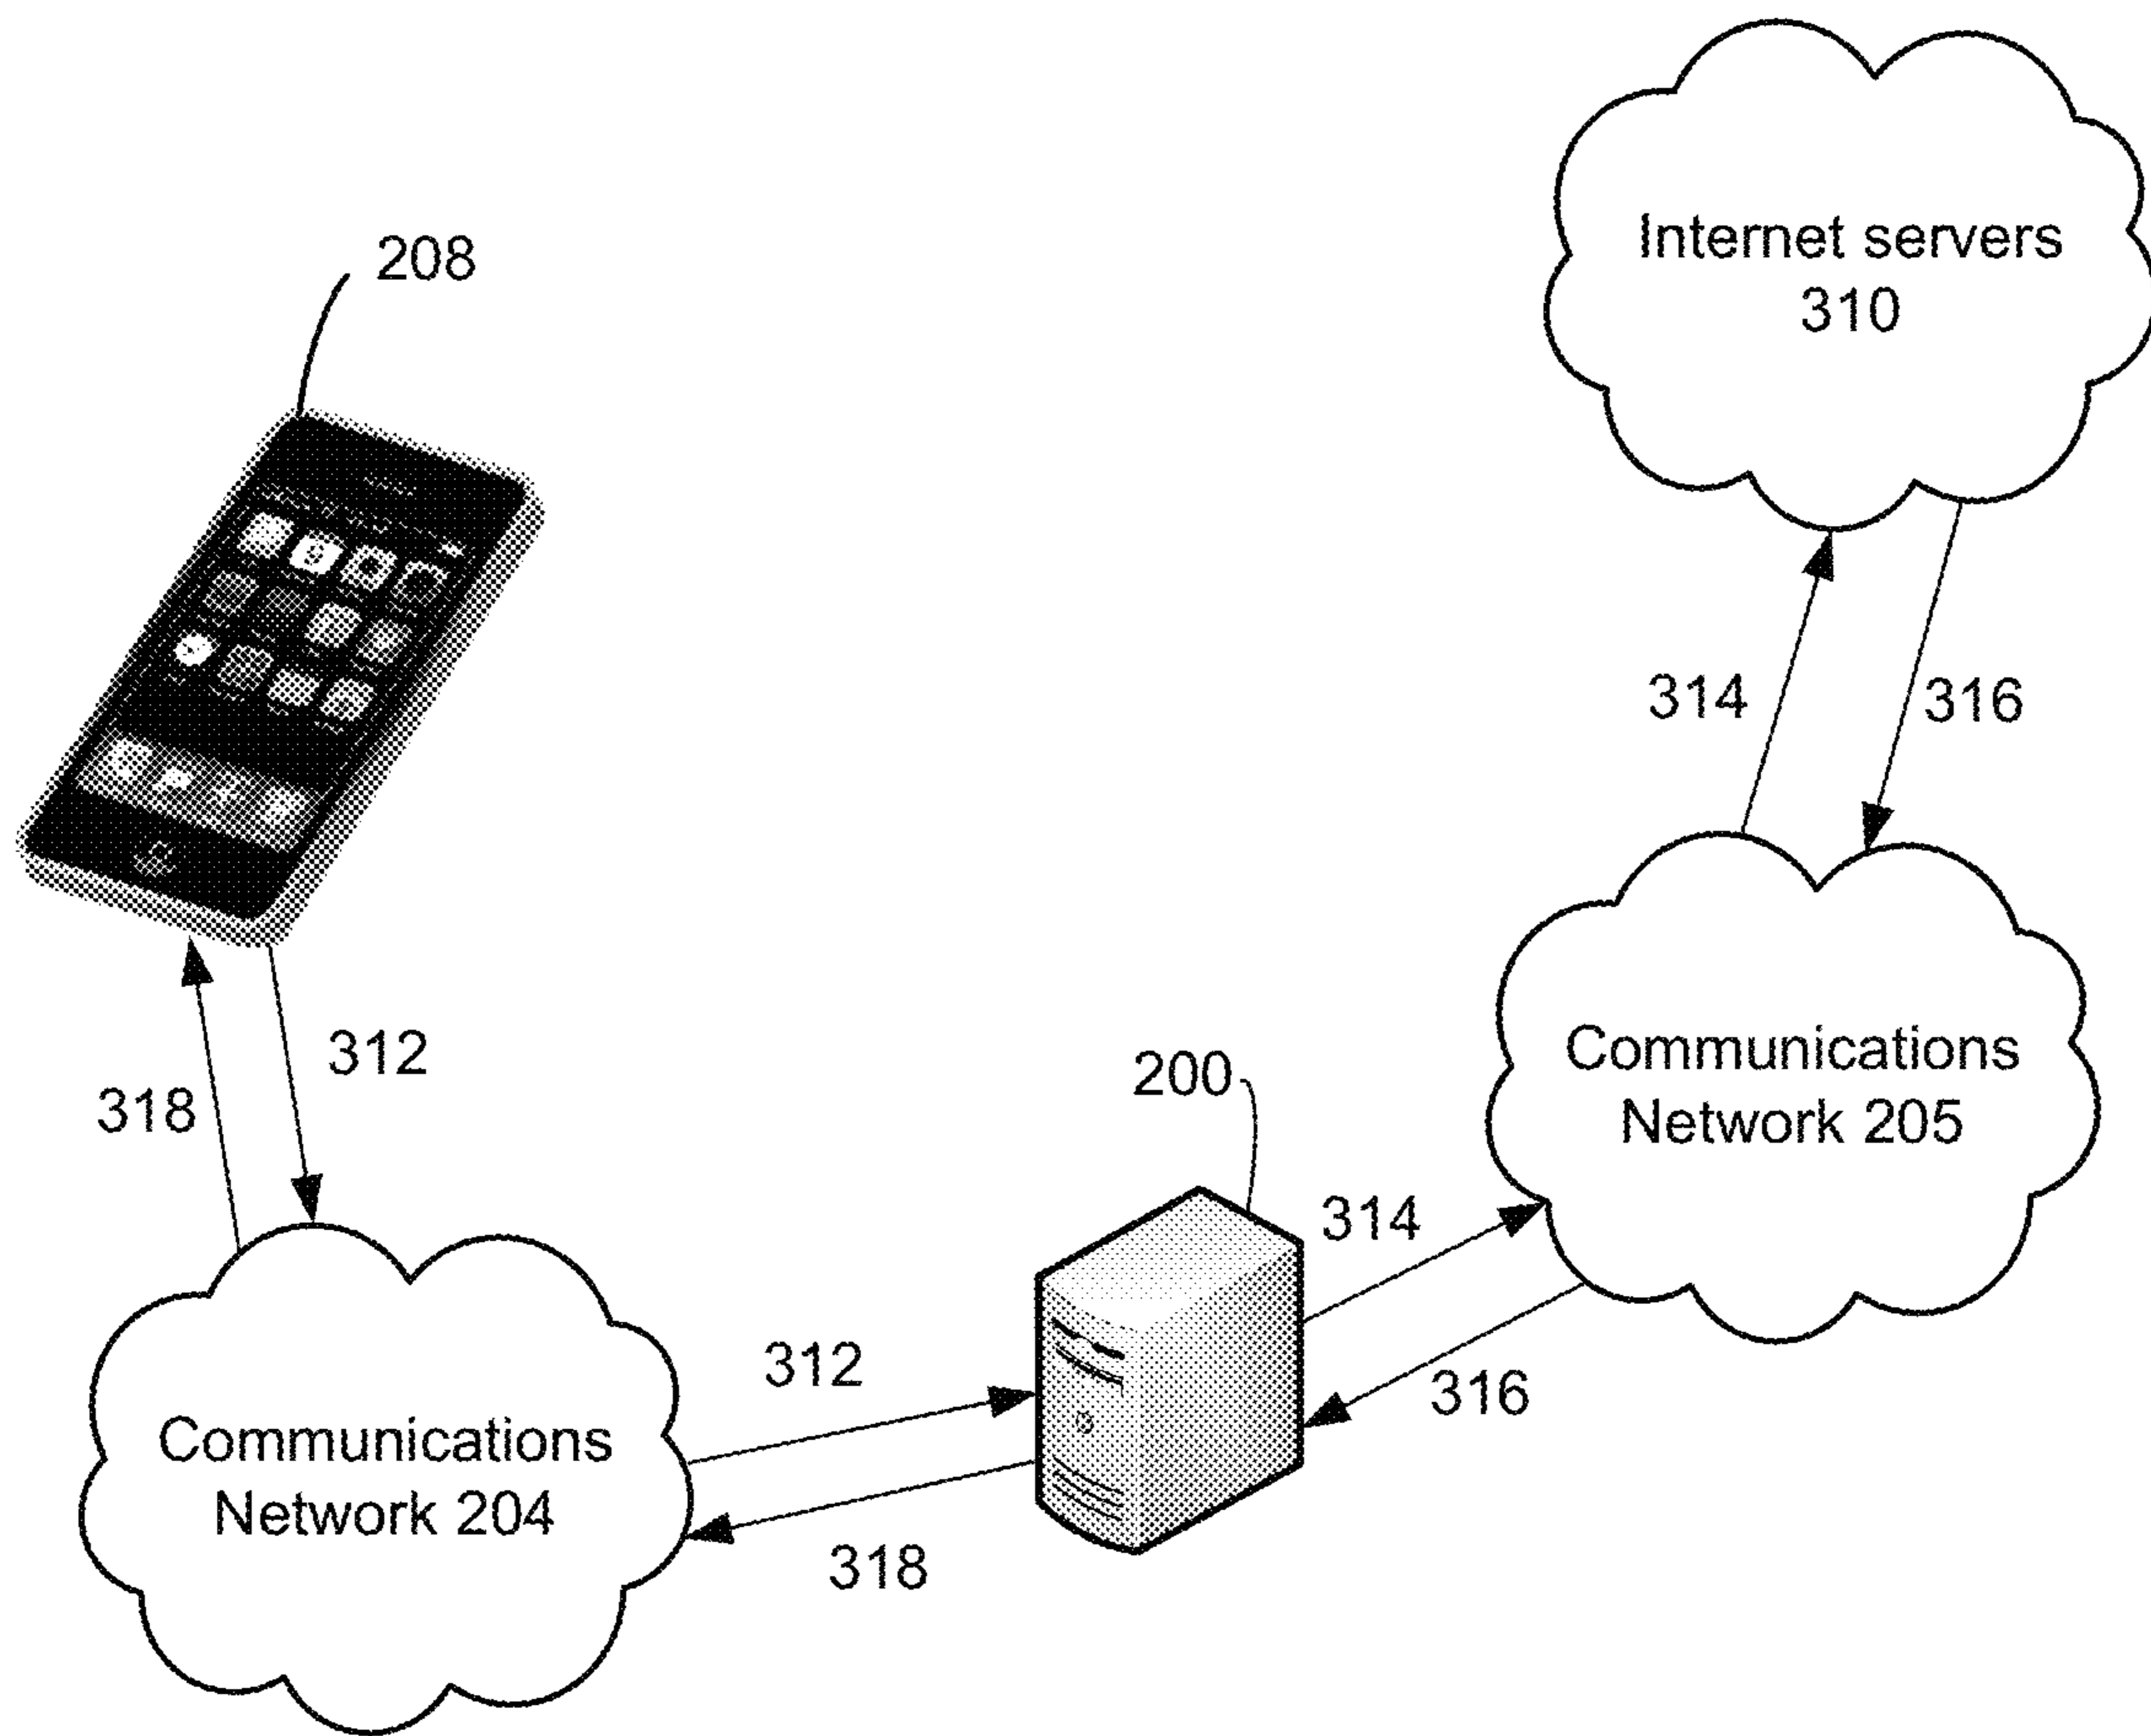 208
Internet servers
310
314
316
312
318
200
Communications
Network 205
314
312
316
Communications
Network 204
318